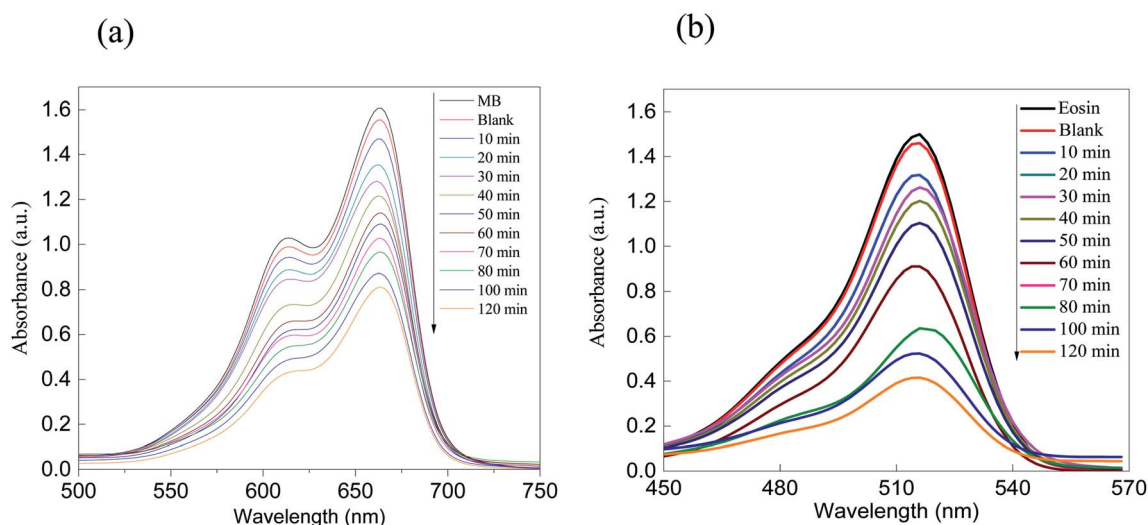 (a)
Absorbance (a.u.)
1.6
1.4
1.2
1.0
0.8
0.6
0.4
0.2
0.0
500
550
600
650
700
750
Wavelength (nm)
MB
Blank
10 min
20 min
30 min
40 min
50 min
60 min
70 min
80 min
100 min
120 min
(b)
Absorbance (a.u.)
1.6
1.4
1.2
1.0
0.8
0.6
0.4
0.2
0.0
450
480
510
540
570
Wavelength (nm)
Eosin
Blank
10 min
20 min
30 min
40 min
50 min
60 min
70 min
80 min
100 min
120 min